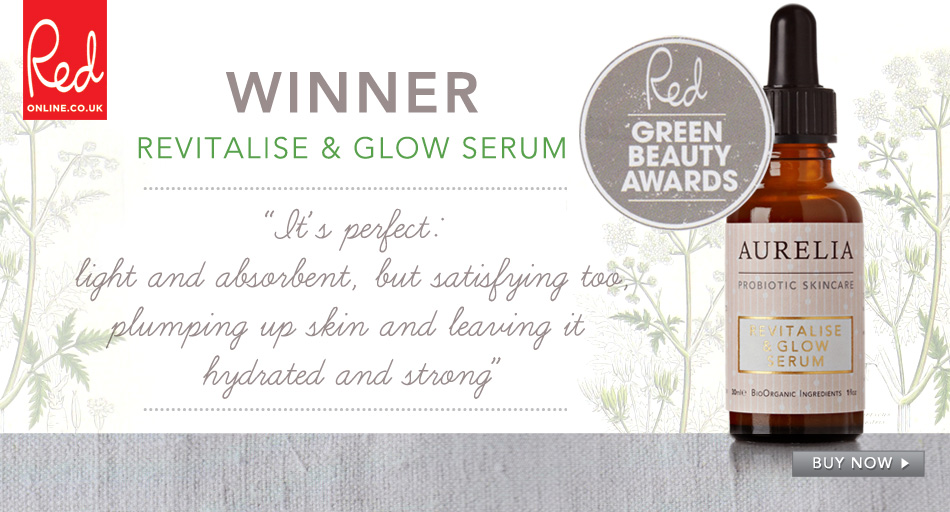 Red
ONLINE.CO.UK
WINNER
REVITALISE & GLOW SERUM
“It's perfect:
light and absorbent, but satisfying too,
plumping up skin and leaving it
hydrated and strong”
Red
GREEN
BEAUTY
AWARDS
AURELIA
PROBIOTIC SKINCARE
REVITALISE
& GLOW
SERUM
30ml℮ BIOORGANIC INGREDIENTS 1floz
BUY NOW